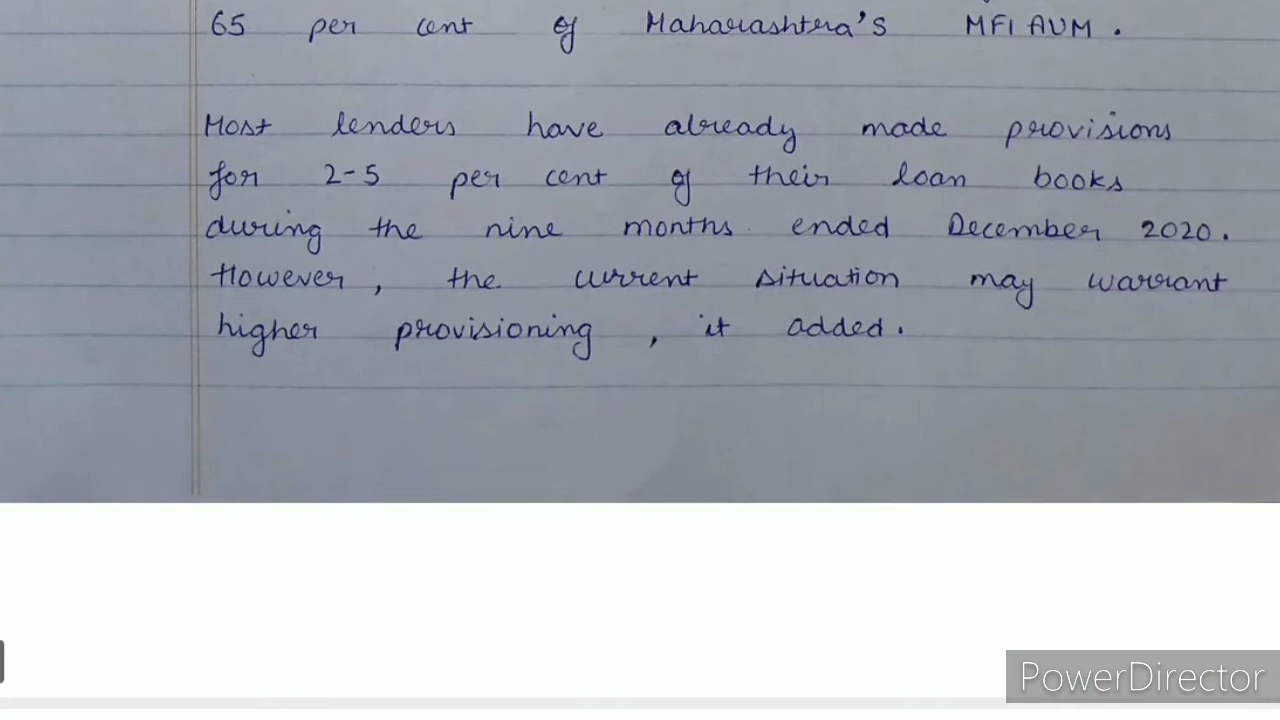 65 per cent of Maharashtra's MFI AUM.
Most lenders have already made provisions
for 2-5 per cent of their loan books
during the nine months ended December 2020.
However, the current situation may warrant
higher provisioning, it added.
PowerDirector